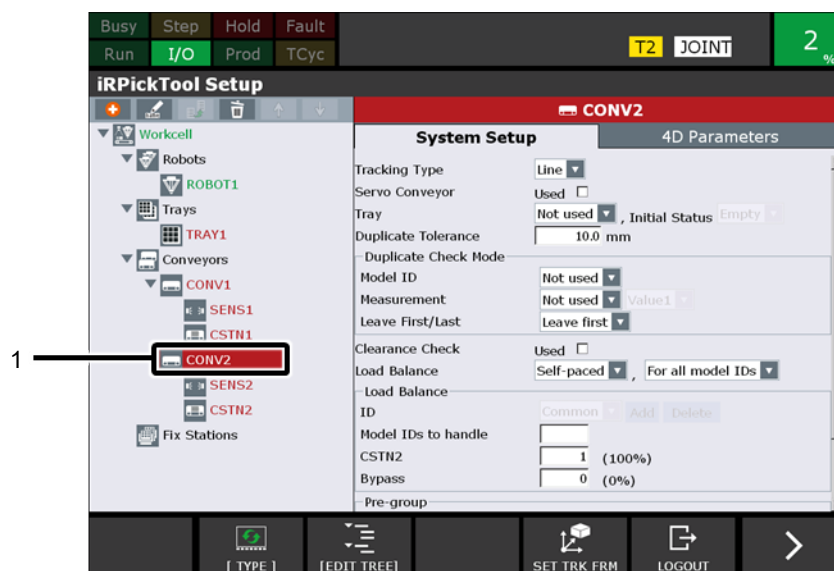 Busy Step Hold Fault
Run I/O Prod TCyc
T2 JOINT
2 %
iRPickTool Setup
CONV2
System Setup 4D Parameters
Workcell
Robots
ROBOT1
Trays
TRAY1
Conveyors
CONV1
SENS1
CSTN1
1
CONV2
SENS2
CSTN2
Fix Stations
Tracking Type Line
Servo Conveyor Used
Tray Not used , Initial Status Empty
Duplicate Tolerance 10.0 mm
Duplicate Check Mode
Model ID Not used
Measurement Not used Value1
Leave First/Last Leave first
Clearance Check Used
Load Balance Self-paced , For all model IDs
Load Balance
ID Common Add Delete
Model IDs to handle
CSTN2 1 (100%)
Bypass 0 (0%)
Pre-group
[ TYPE ] [EDIT TREE] SET TRK FRM LOGOUT >